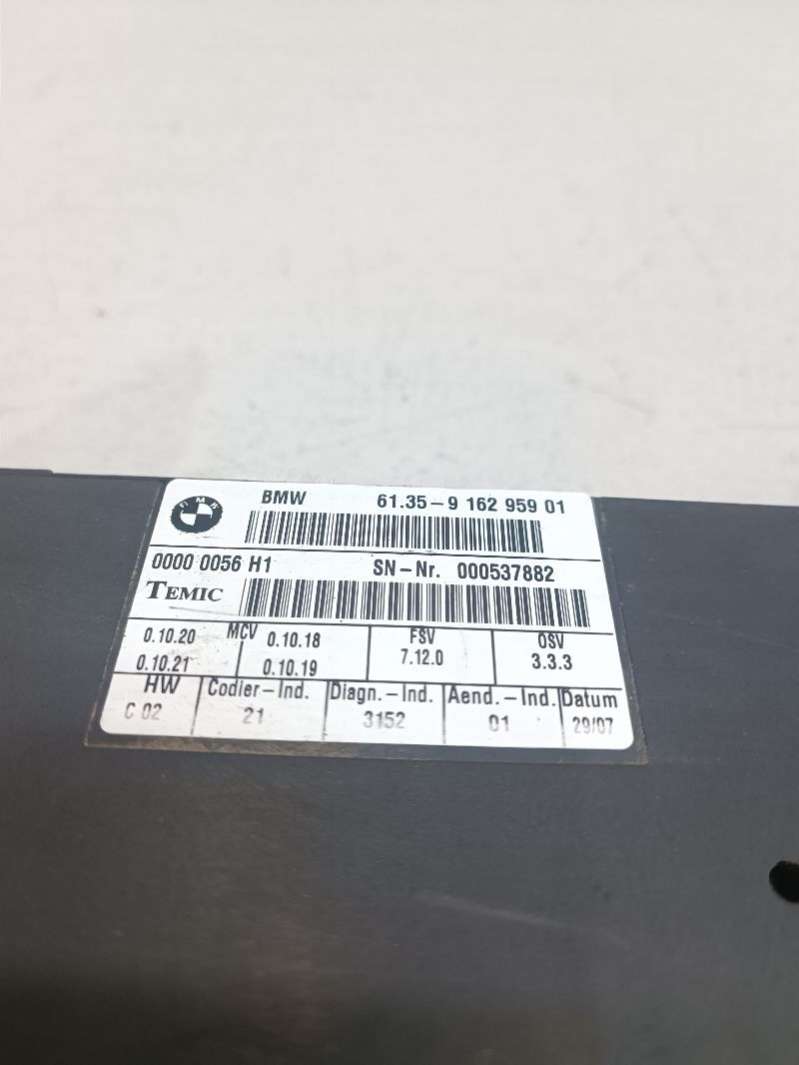 BMW
BMW 61.35-9 162 959 01
0000 0056 H1 SN-Nr. 000537882
TEMIC
0.10.20 MCV 0.10.18 FSV OSV
0.10.21 0.10.19 7.12.0 3.3.3
HW Codier-Ind. Diagn.-Ind. Aend.-Ind. Datum
C 02 21 3152 01 29/07